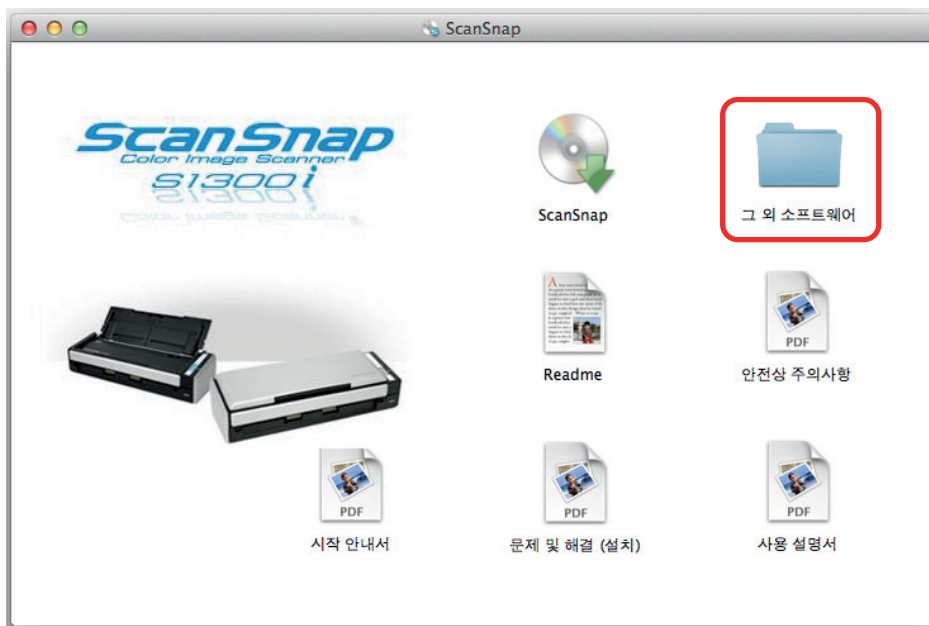 ScanSnap
ScanSnap
Color Image Scanner
S1300i
ScanSnap
그 외 소프트웨어
Readme
PDF
안전상 주의사항
PDF
시작 안내서
PDF
문제 및 해결 (설치)
PDF
사용 설명서